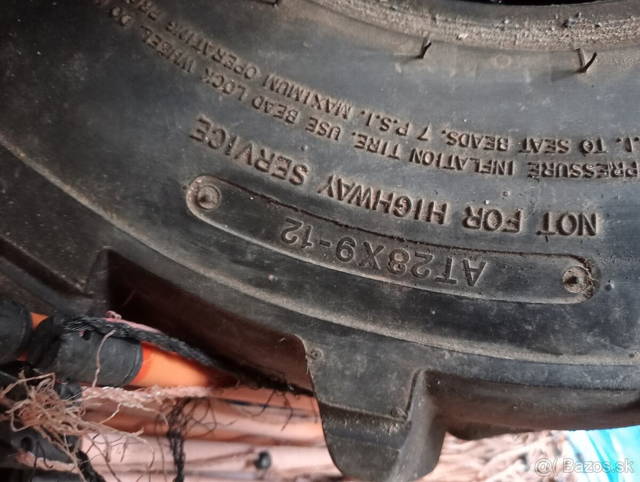 AT28X9-12
NOT FOR HIGHWAY SERVICE
PRESSURE INFLATION TIRE. USE BEAD LOCK WHEEL. DO
.I. TO SEAT BEADS. 7 P.S.I. MAXIMUM OPERATING
@/Bazos.sk